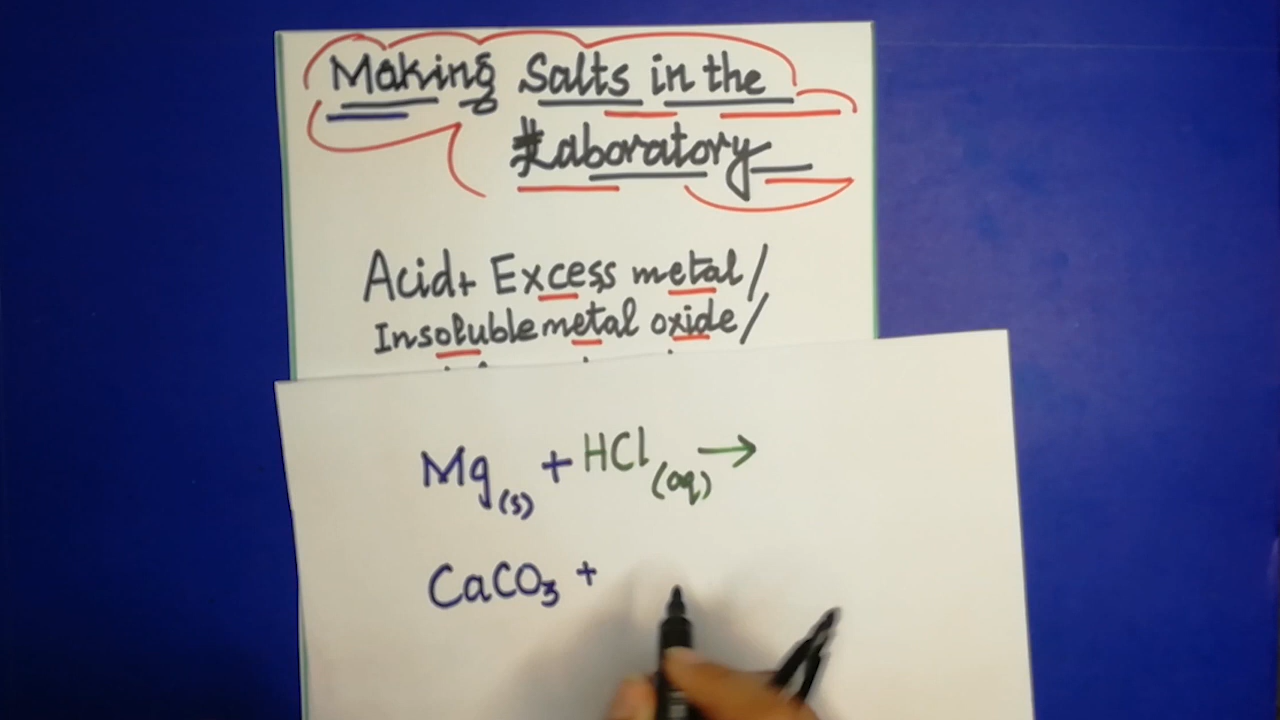 Making Salts in the
Laboratory
Acid+ Excess metal/
Insoluble metal oxide/
Mg(s) + HCl(aq) →
CaCO₃ +